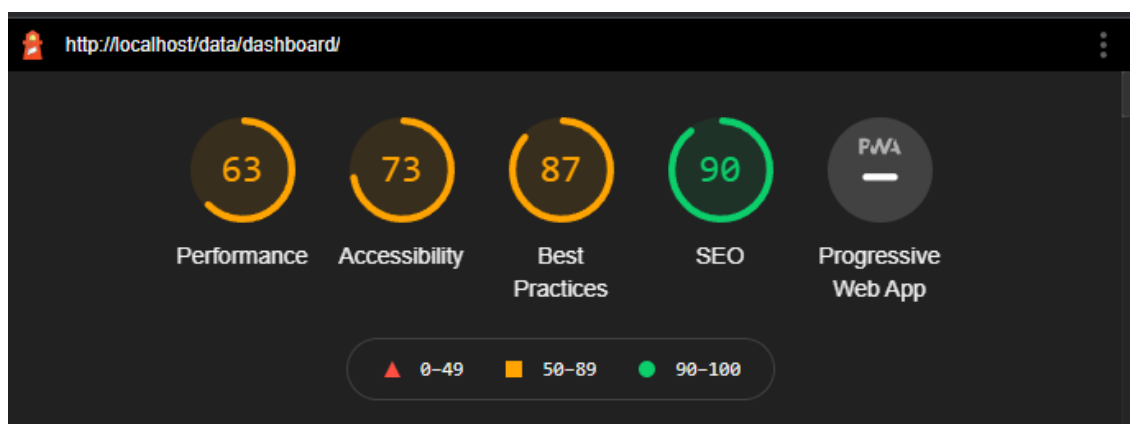 http://localhost/data/dashboard/
63 73 87 90 PWA
Performance Accessibility Best Practices SEO Progressive Web App
0–49 50–89 90–100